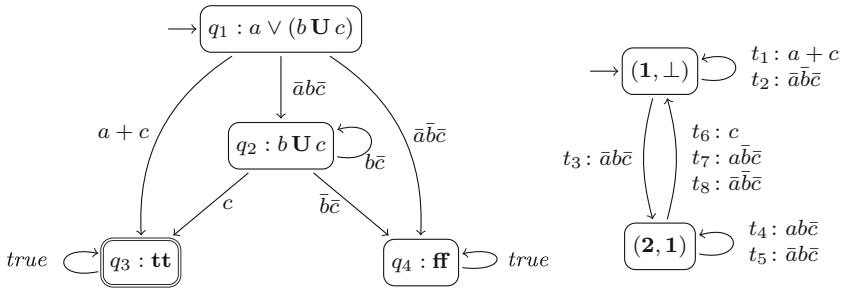 q₁ : a ∨ (b U c)
a + c
āb c̄
ā b̄ c̄
q₂ : b U c
b c̄
c
b̄ c̄
true
q₃ : tt
q₄ : ff
true
(1, ⊥)
t₁ : a + c
t₂ : ā b̄ c̄
t₃ : ā b c̄
t₆ : c
t₇ : a b̄ c̄
t₈ : ā b̄ c̄
(2, 1)
t₄ : a b c̄
t₅ : ā b c̄